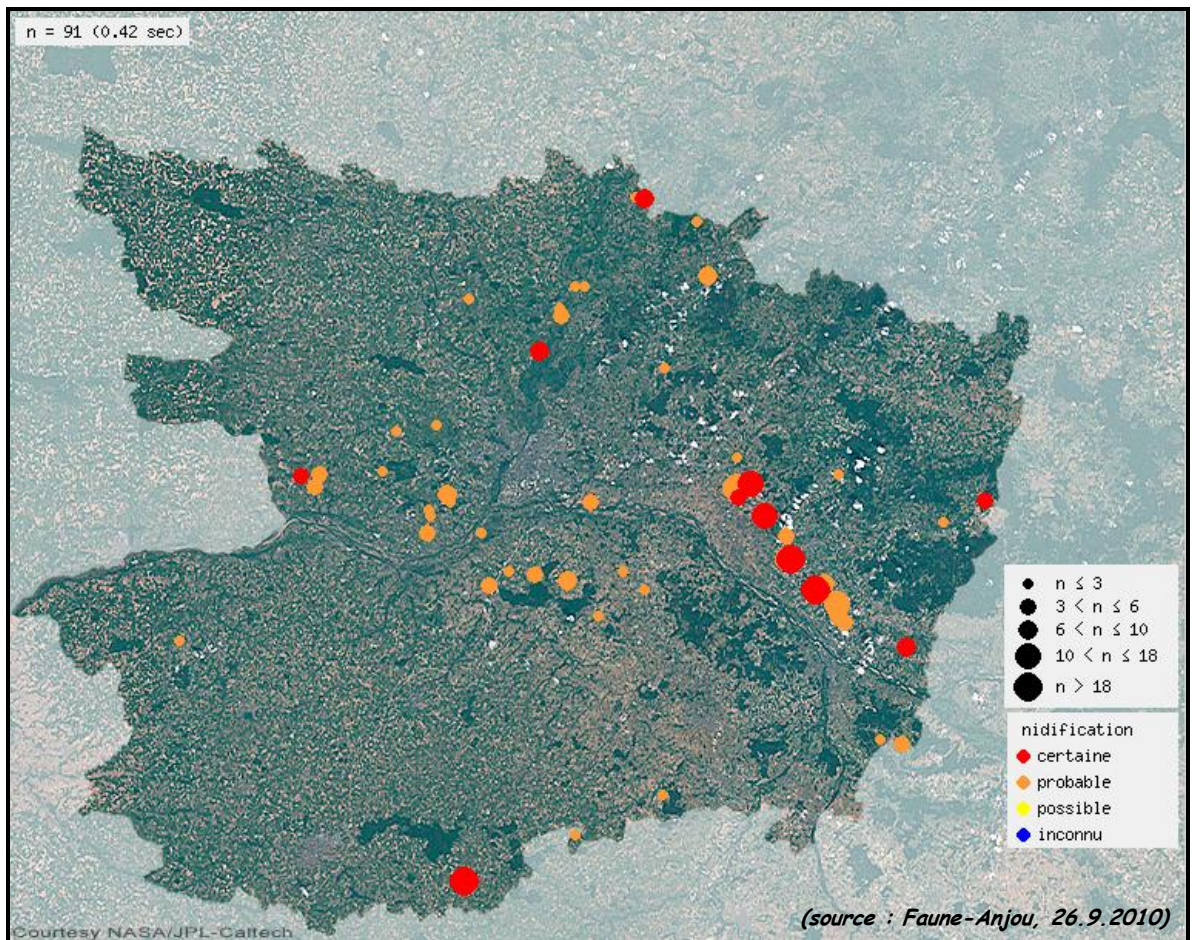 n = 91 (0.42 sec)
n ≤ 3
3 < n ≤ 6
6 < n ≤ 10
10 < n ≤ 18
n > 18
nidification
certaine
probable
possible
inconnu
(source : Faune-Anjou, 26.9.2010)
Courtesy NASA/JPL-Caltech